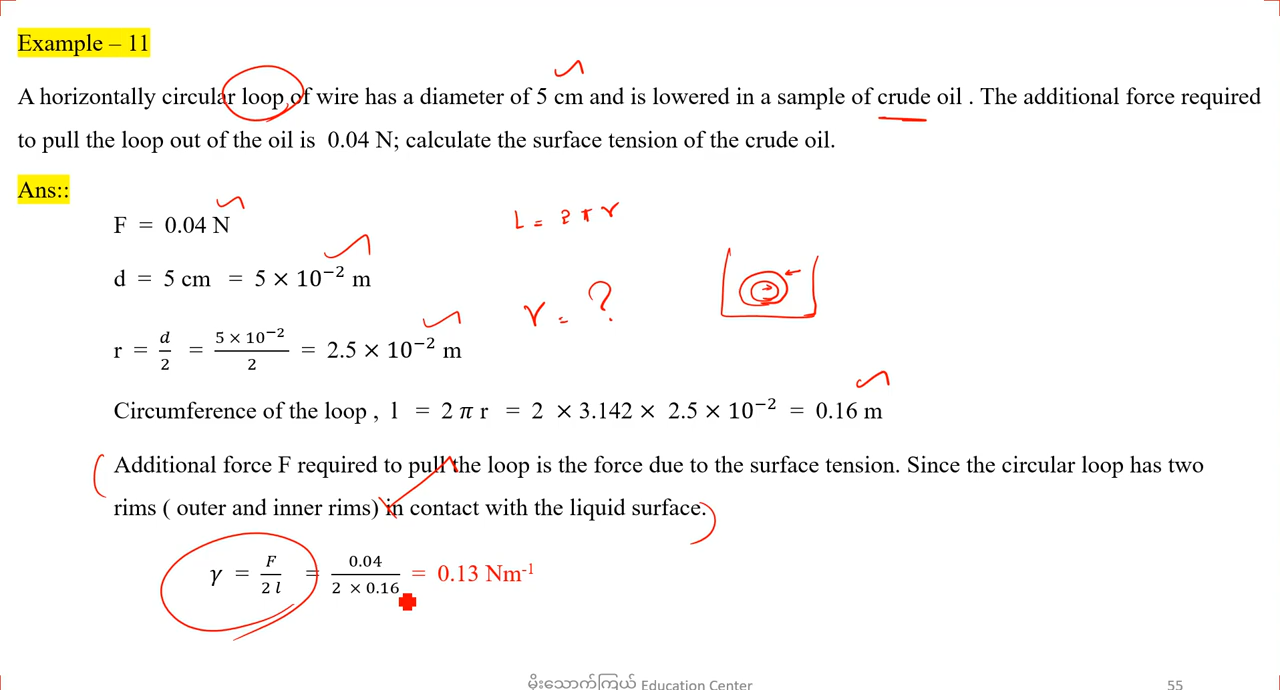 Example – 11
A horizontally circular loop of wire has a diameter of 5 cm and is lowered in a sample of crude oil . The additional force required
to pull the loop out of the oil is 0.04 N; calculate the surface tension of the crude oil.
Ans::
F = 0.04 N
L = 2 π r
d = 5 cm = 5 × 10⁻² m
γ = ?
r = d/2 = 5 × 10⁻²/2 = 2.5 × 10⁻² m
Circumference of the loop , l = 2 π r = 2 × 3.142 × 2.5 × 10⁻² = 0.16 m
Additional force F required to pull the loop is the force due to the surface tension. Since the circular loop has two
rims ( outer and inner rims) in contact with the liquid surface.
γ = F/2 l = 0.04/2 × 0.16 = 0.13 Nm⁻¹
မိုးသောက်ကြယ် Education Center
55